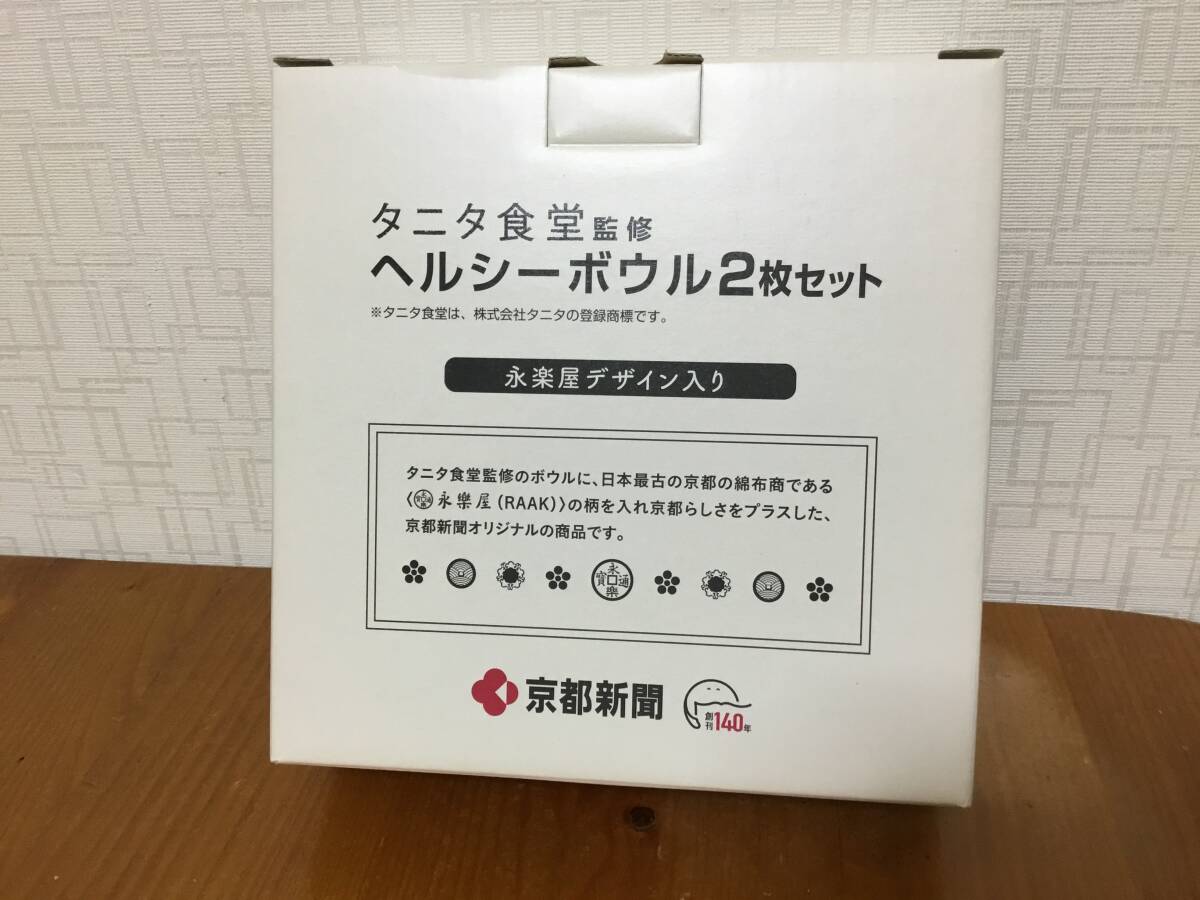 タニタ食堂監修
ヘルシーボウル2枚セット
※タニタ食堂は、株式会社タニタの登録商標です。
永楽屋デザイン入り
タニタ食堂監修のボウルに、日本最古の京都の綿布商である
〈永樂屋(RAAK)〉の柄を入れ京都らしさをプラスした、
京都新聞オリジナルの商品です。
永樂通寳
京都新聞
創刊140年